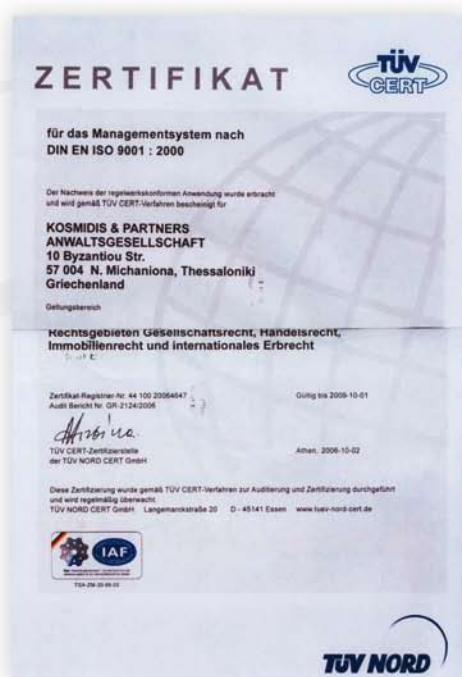 ZERTIFIKAT
TÜV
CERT
für das Managementsystem nach
DIN EN ISO 9001 : 2000
Der Nachweis der regelwerkskonformen Anwendung wurde erbracht
und wird gemäß TÜV CERT-Verfahren bescheinigt für
KOSMIDIS & PARTNERS
ANWALTSGESELLSCHAFT
10 Byzantiou Str.
57 004 N. Michaniona, Thessaloniki
Griechenland
Geltungsbereich
Rechtsgebieten Gesellschaftsrecht, Handelsrecht,
Immobilienrecht und internationales Erbrecht
Zertifikat-Registrier-Nr. 44 100 20064647
Audit Bericht Nr. GR-2124/2006
Gültig bis 2009-10-01
TÜV CERT-Zertifizierstelle
der TÜV NORD CERT GmbH
Athen, 2006-10-02
Diese Zertifizierung wurde gemäß TÜV CERT-Verfahren zur Auditierung und Zertifizierung durchgeführt
und wird regelmäßig überwacht.
TÜV NORD CERT GmbH Langemarckstraße 20 D - 45141 Essen www.tuev-nord-cert.de
IAF
TÜV NORD